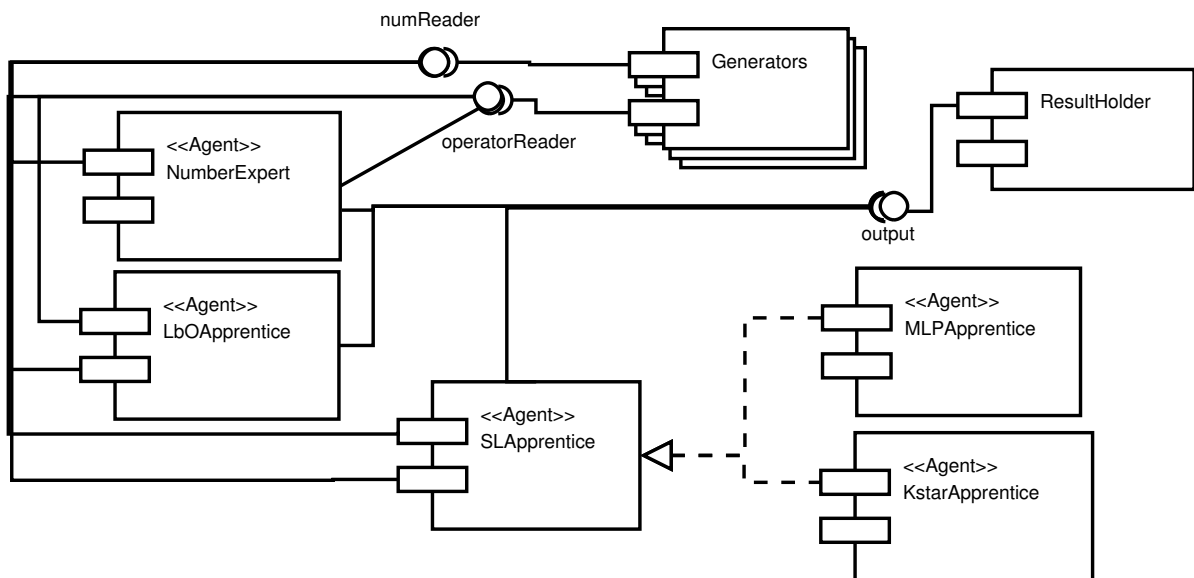 numReader
Generators
ResultHolder
operatorReader
<<Agent>>
NumberExpert
output
<<Agent>>
LbOApprentice
<<Agent>>
MLPApprentice
<<Agent>>
SLApprentice
<<Agent>>
KstarApprentice